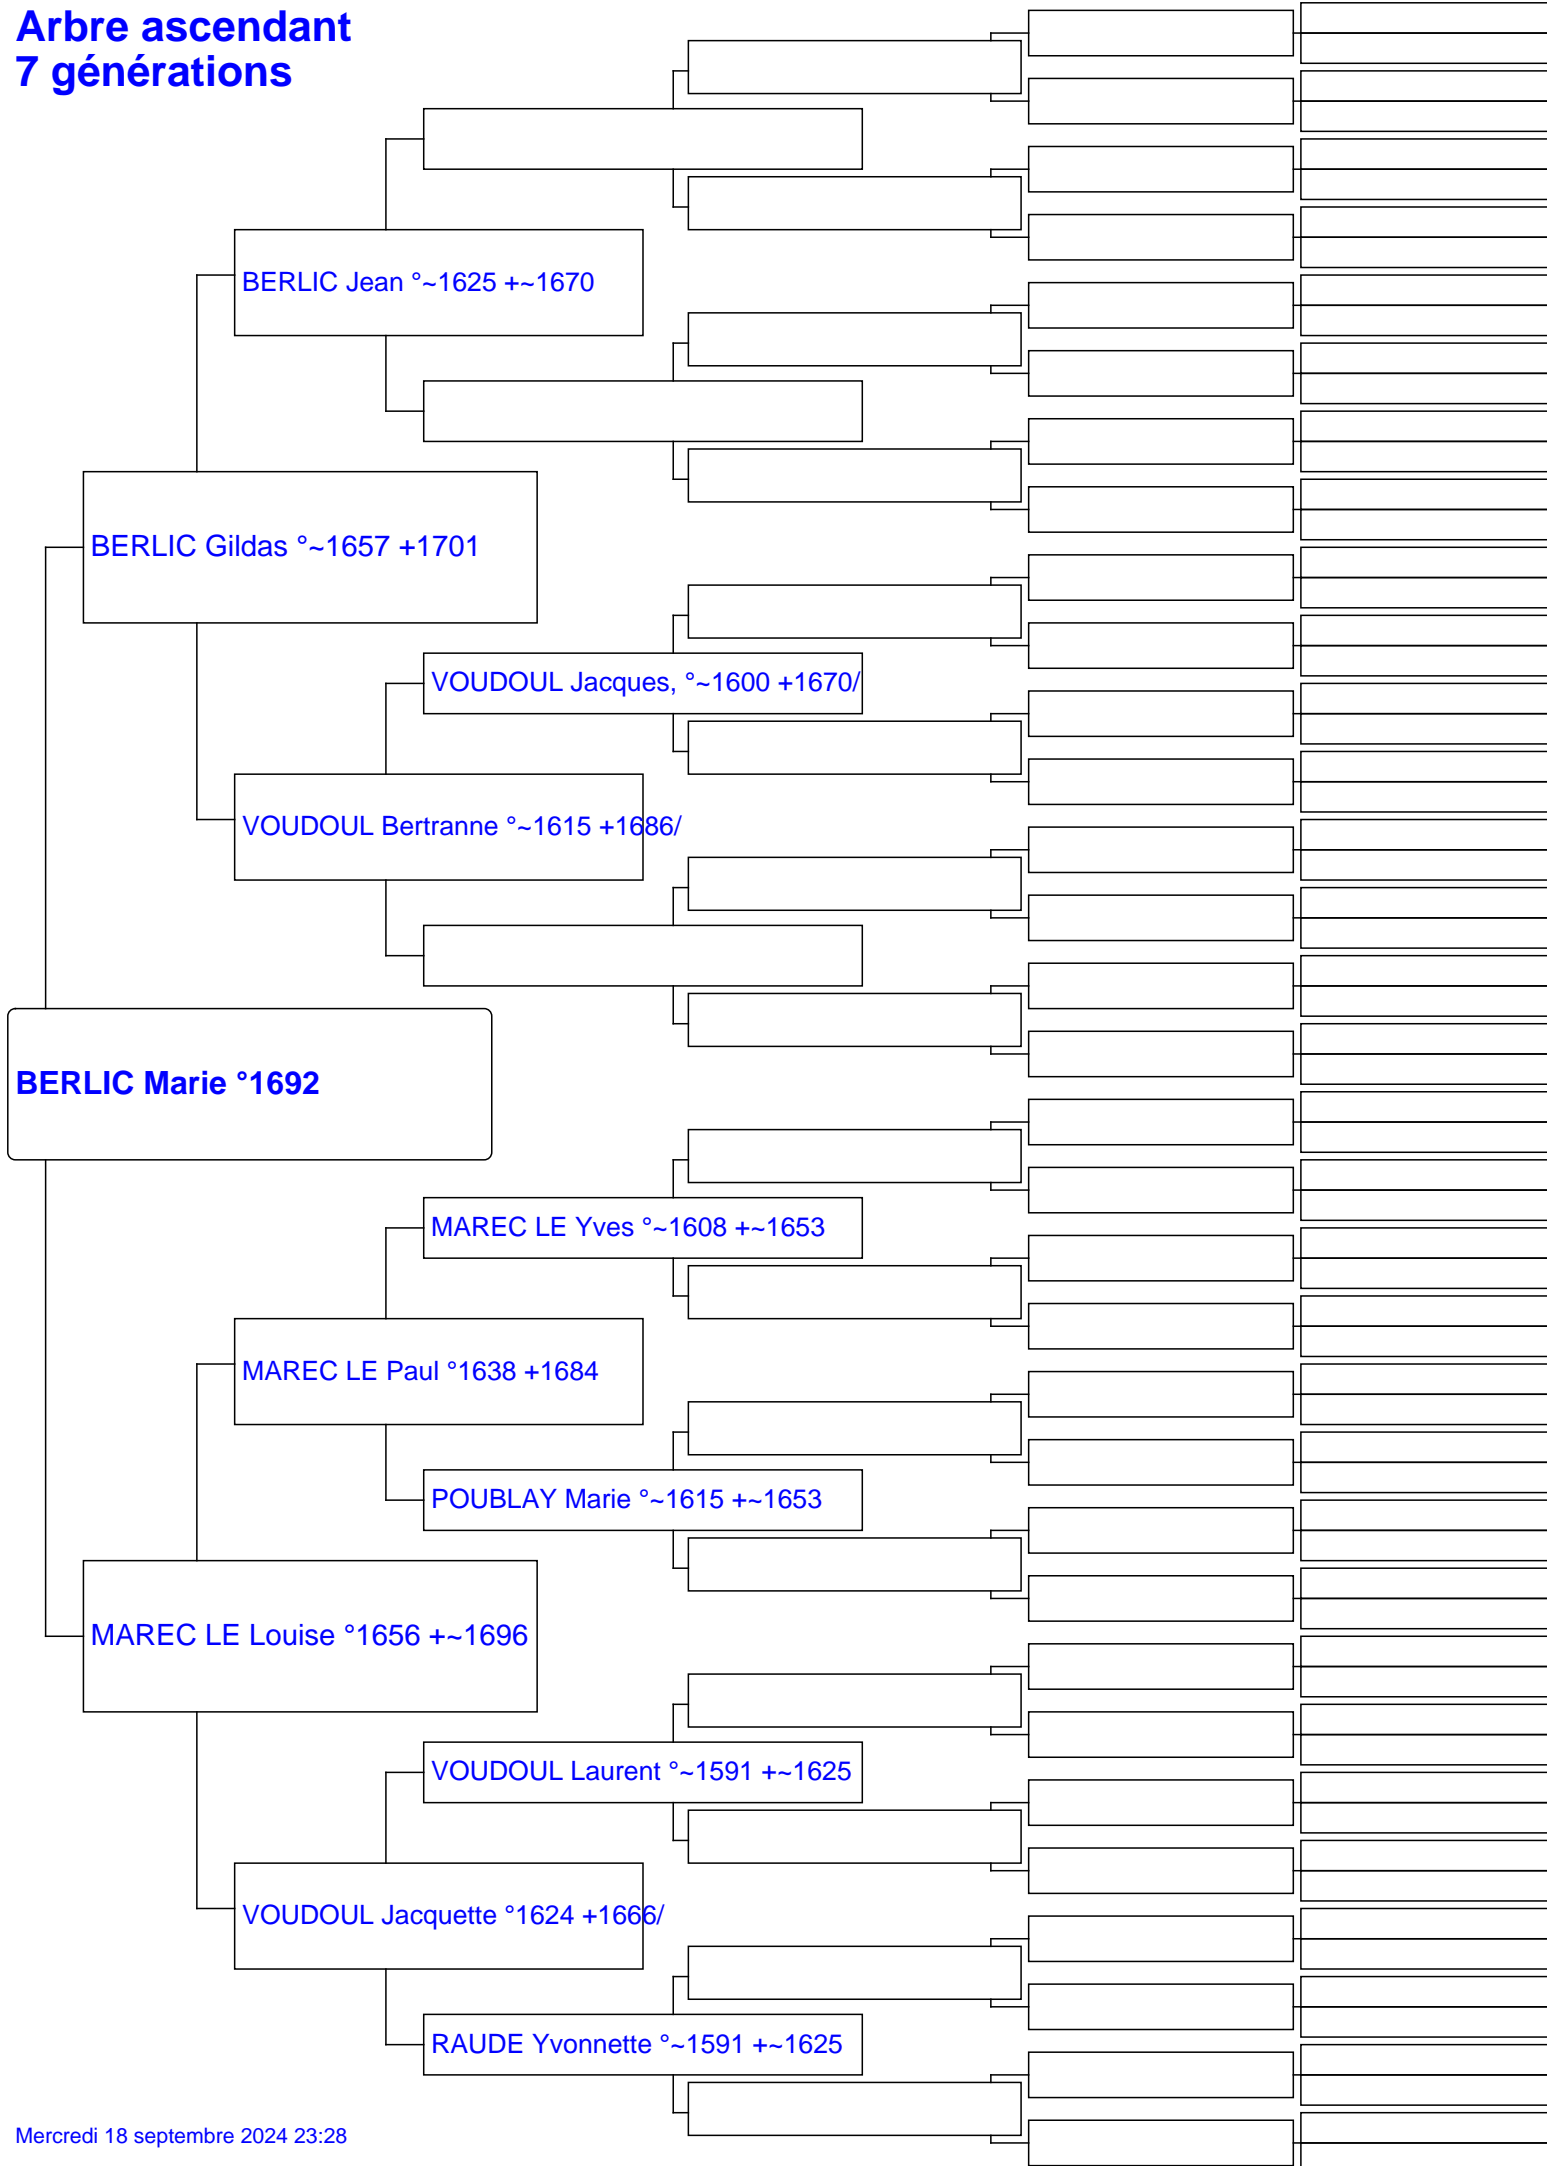 Arbre ascendant
7 générations
BERLIC Jean °~1625 +~1670
BERLIC Gildas °~1657 +1701
VOUDOUL Jacques, °~1600 +1670/
VOUDOUL Bertranne °~1615 +1686/
BERLIC Marie °1692
MAREC LE Yves °~1608 +~1653
MAREC LE Paul °1638 +1684
POUBLAY Marie °~1615 +~1653
MAREC LE Louise °1656 +~1696
VOUDOUL Laurent °~1591 +~1625
VOUDOUL Jacquette °1624 +1666/
RAUDE Yvonnette °~1591 +~1625
Mercredi 18 septembre 2024 23:28